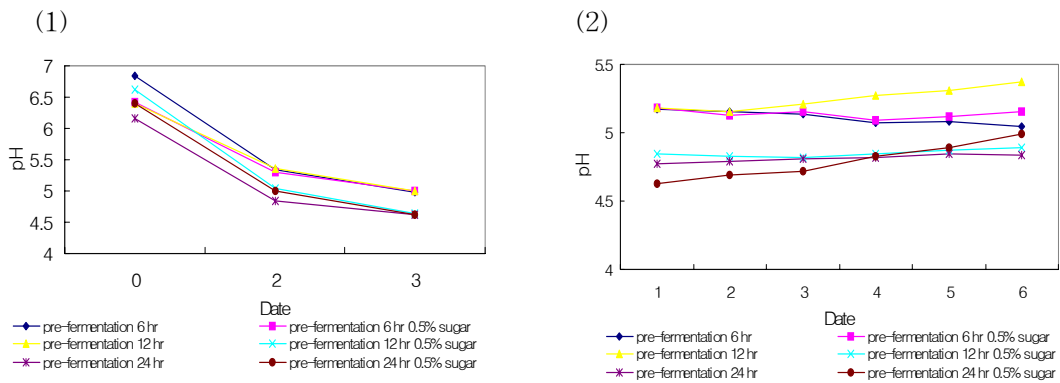 (1)
7
6.5
6
5.5
5
4.5
4
pH
0 2 3
Date
pre-fermentation 6 hr pre-fermentation 6 hr 0.5% sugar
pre-fermentation 12 hr pre-fermentation 12 hr 0.5% sugar
pre-fermentation 24 hr pre-fermentation 24 hr 0.5% sugar
(2)
5.5
5
4.5
4
pH
1 2 3 4 5 6
Date
pre-fermentation 6 hr pre-fermentation 6 hr 0.5% sugar
pre-fermentation 12 hr pre-fermentation 12 hr 0.5% sugar
pre-fermentation 24 hr pre-fermentation 24 hr 0.5% sugar